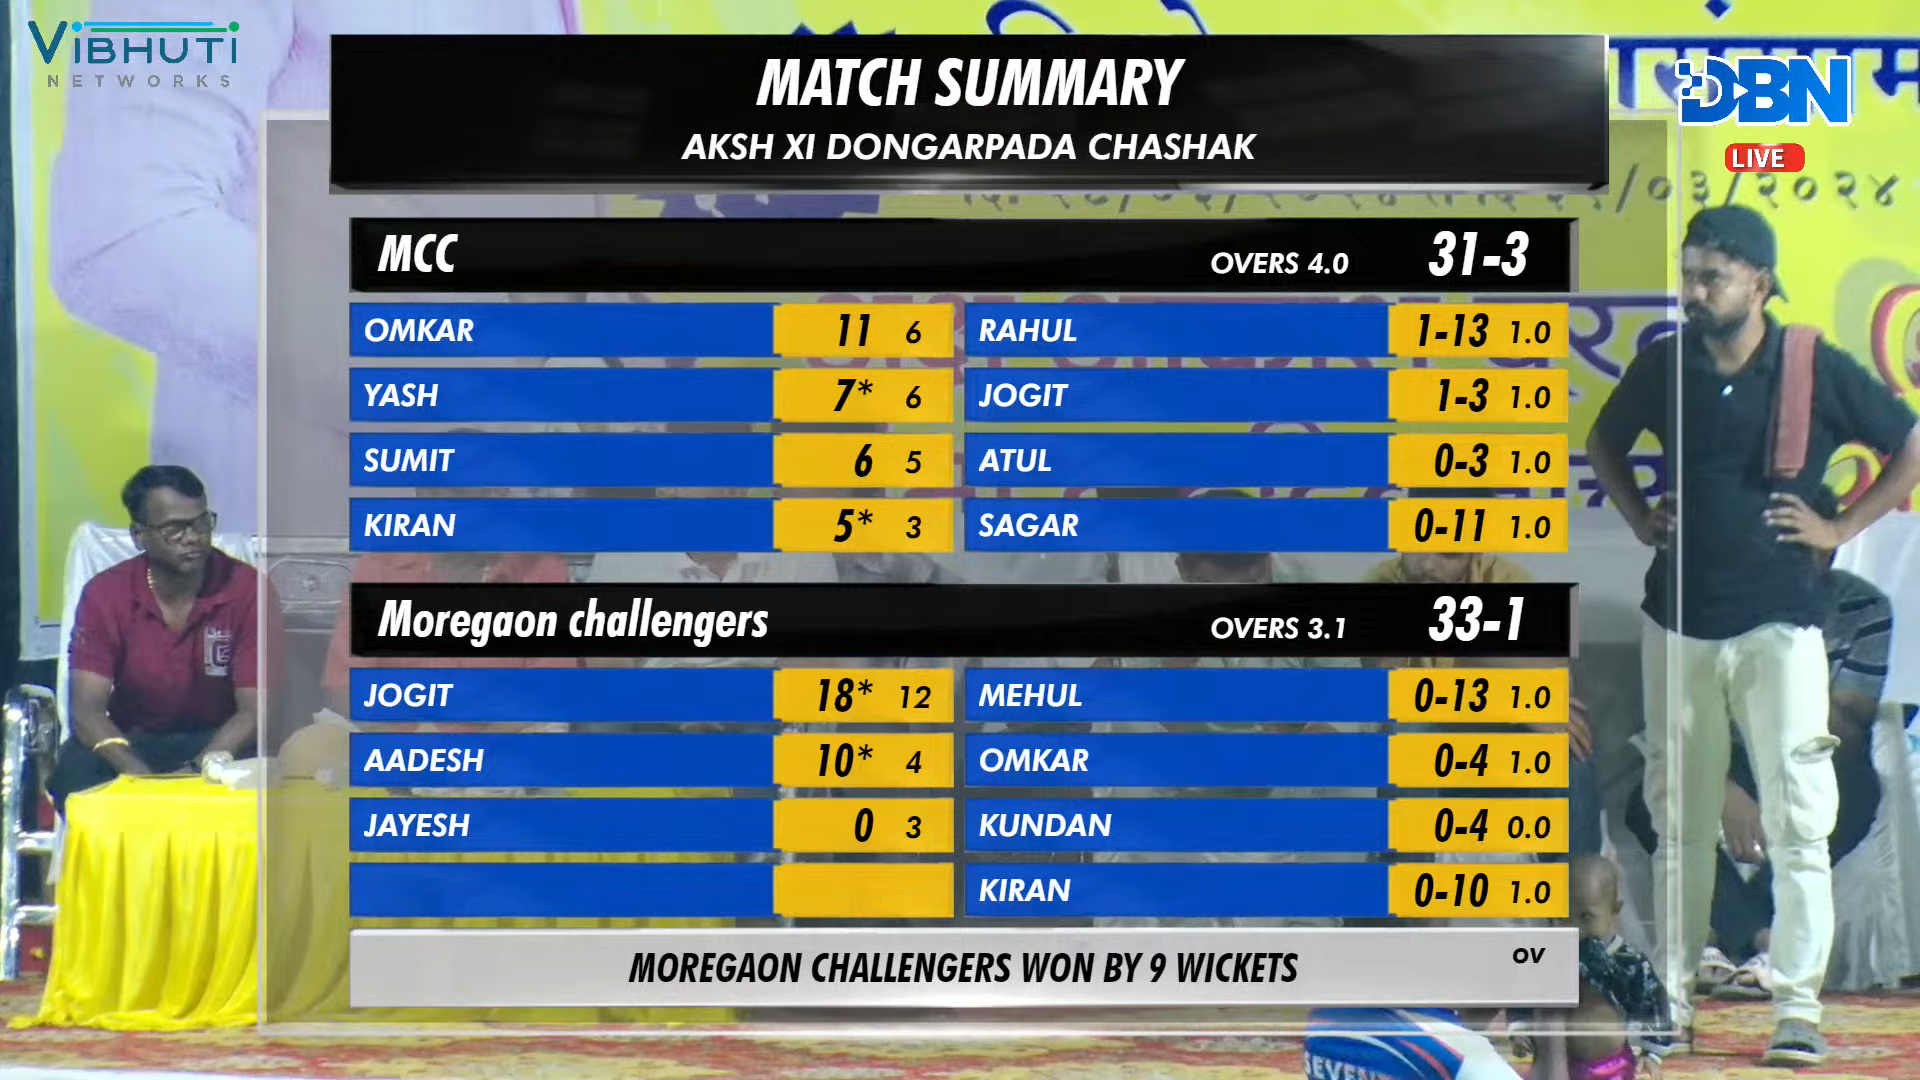 VIBHUTI
NETWORKS
MATCH SUMMARY
AKSH XI DONGARPADA CHASHAK
DBN
LIVE
/०३/२०२४
MCC OVERS 4.0 31-3
OMKAR 11 6 RAHUL 1-13 1.0
YASH 7* 6 JOGIT 1-3 1.0
SUMIT 6 5 ATUL 0-3 1.0
KIRAN 5* 3 SAGAR 0-11 1.0
Moregaon challengers OVERS 3.1 33-1
JOGIT 18* 12 MEHUL 0-13 1.0
AADESH 10* 4 OMKAR 0-4 1.0
JAYESH 0 3 KUNDAN 0-4 0.0
KIRAN 0-10 1.0
MOREGAON CHALLENGERS WON BY 9 WICKETS OV